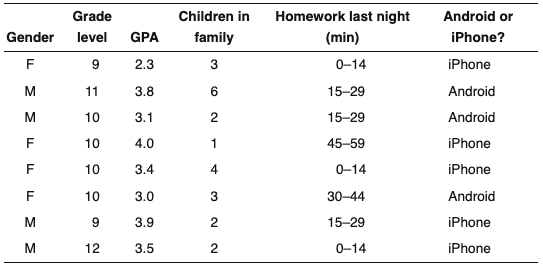 Gender Grade level GPA Children in family Homework last night (min) Android or iPhone?
F 9 2.3 3 0–14 iPhone
M 11 3.8 6 15–29 Android
M 10 3.1 2 15–29 Android
F 10 4.0 1 45–59 iPhone
F 10 3.4 4 0–14 iPhone
F 10 3.0 3 30–44 Android
M 9 3.9 2 15–29 iPhone
M 12 3.5 2 0–14 iPhone